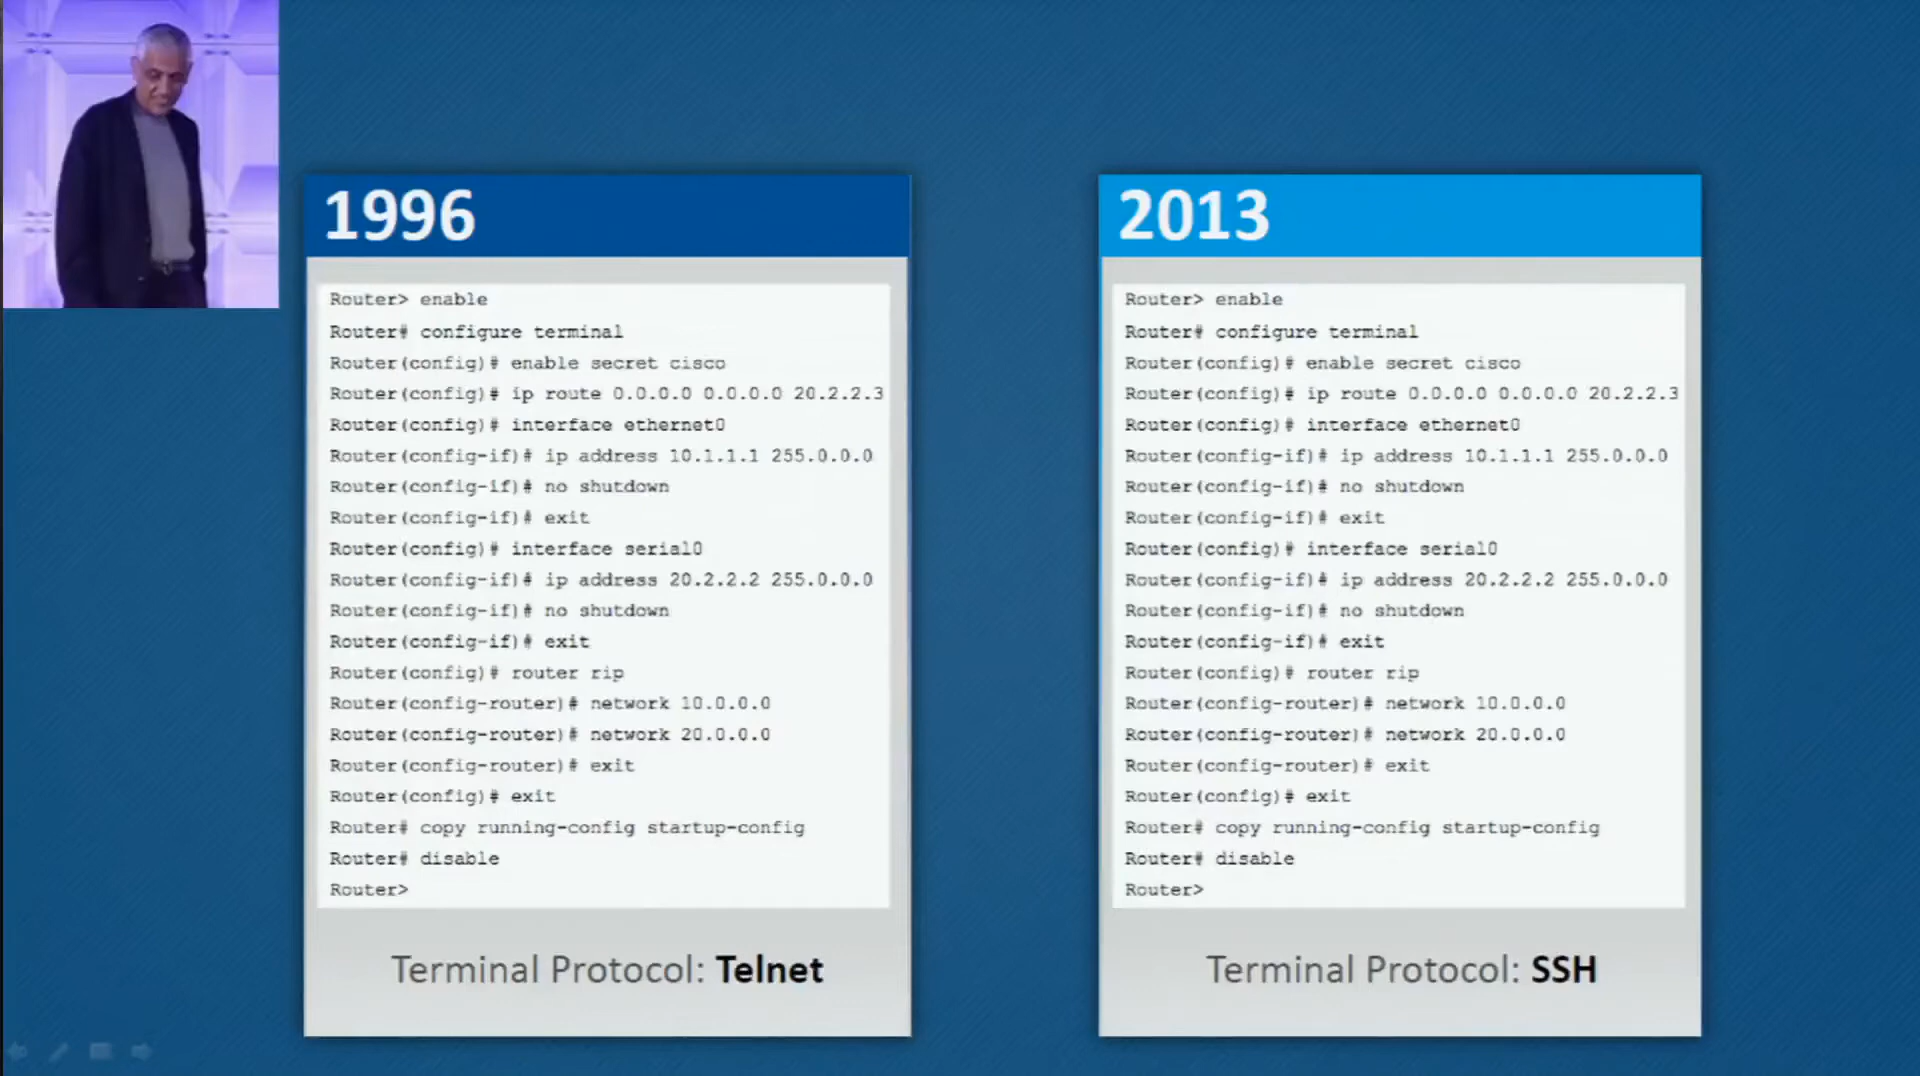 1996
Router> enable
Router# configure terminal
Router(config)# enable secret cisco
Router(config)# ip route 0.0.0.0 0.0.0.0 20.2.2.3
Router(config)# interface ethernet0
Router(config-if)# ip address 10.1.1.1 255.0.0.0
Router(config-if)# no shutdown
Router(config-if)# exit
Router(config)# interface serial0
Router(config-if)# ip address 20.2.2.2 255.0.0.0
Router(config-if)# no shutdown
Router(config-if)# exit
Router(config)# router rip
Router(config-router)# network 10.0.0.0
Router(config-router)# network 20.0.0.0
Router(config-router)# exit
Router(config)# exit
Router# copy running-config startup-config
Router# disable
Router>
Terminal Protocol: Telnet
2013
Router> enable
Router# configure terminal
Router(config)# enable secret cisco
Router(config)# ip route 0.0.0.0 0.0.0.0 20.2.2.3
Router(config)# interface ethernet0
Router(config-if)# ip address 10.1.1.1 255.0.0.0
Router(config-if)# no shutdown
Router(config-if)# exit
Router(config)# interface serial0
Router(config-if)# ip address 20.2.2.2 255.0.0.0
Router(config-if)# no shutdown
Router(config-if)# exit
Router(config)# router rip
Router(config-router)# network 10.0.0.0
Router(config-router)# network 20.0.0.0
Router(config-router)# exit
Router(config)# exit
Router# copy running-config startup-config
Router# disable
Router>
Terminal Protocol: SSH